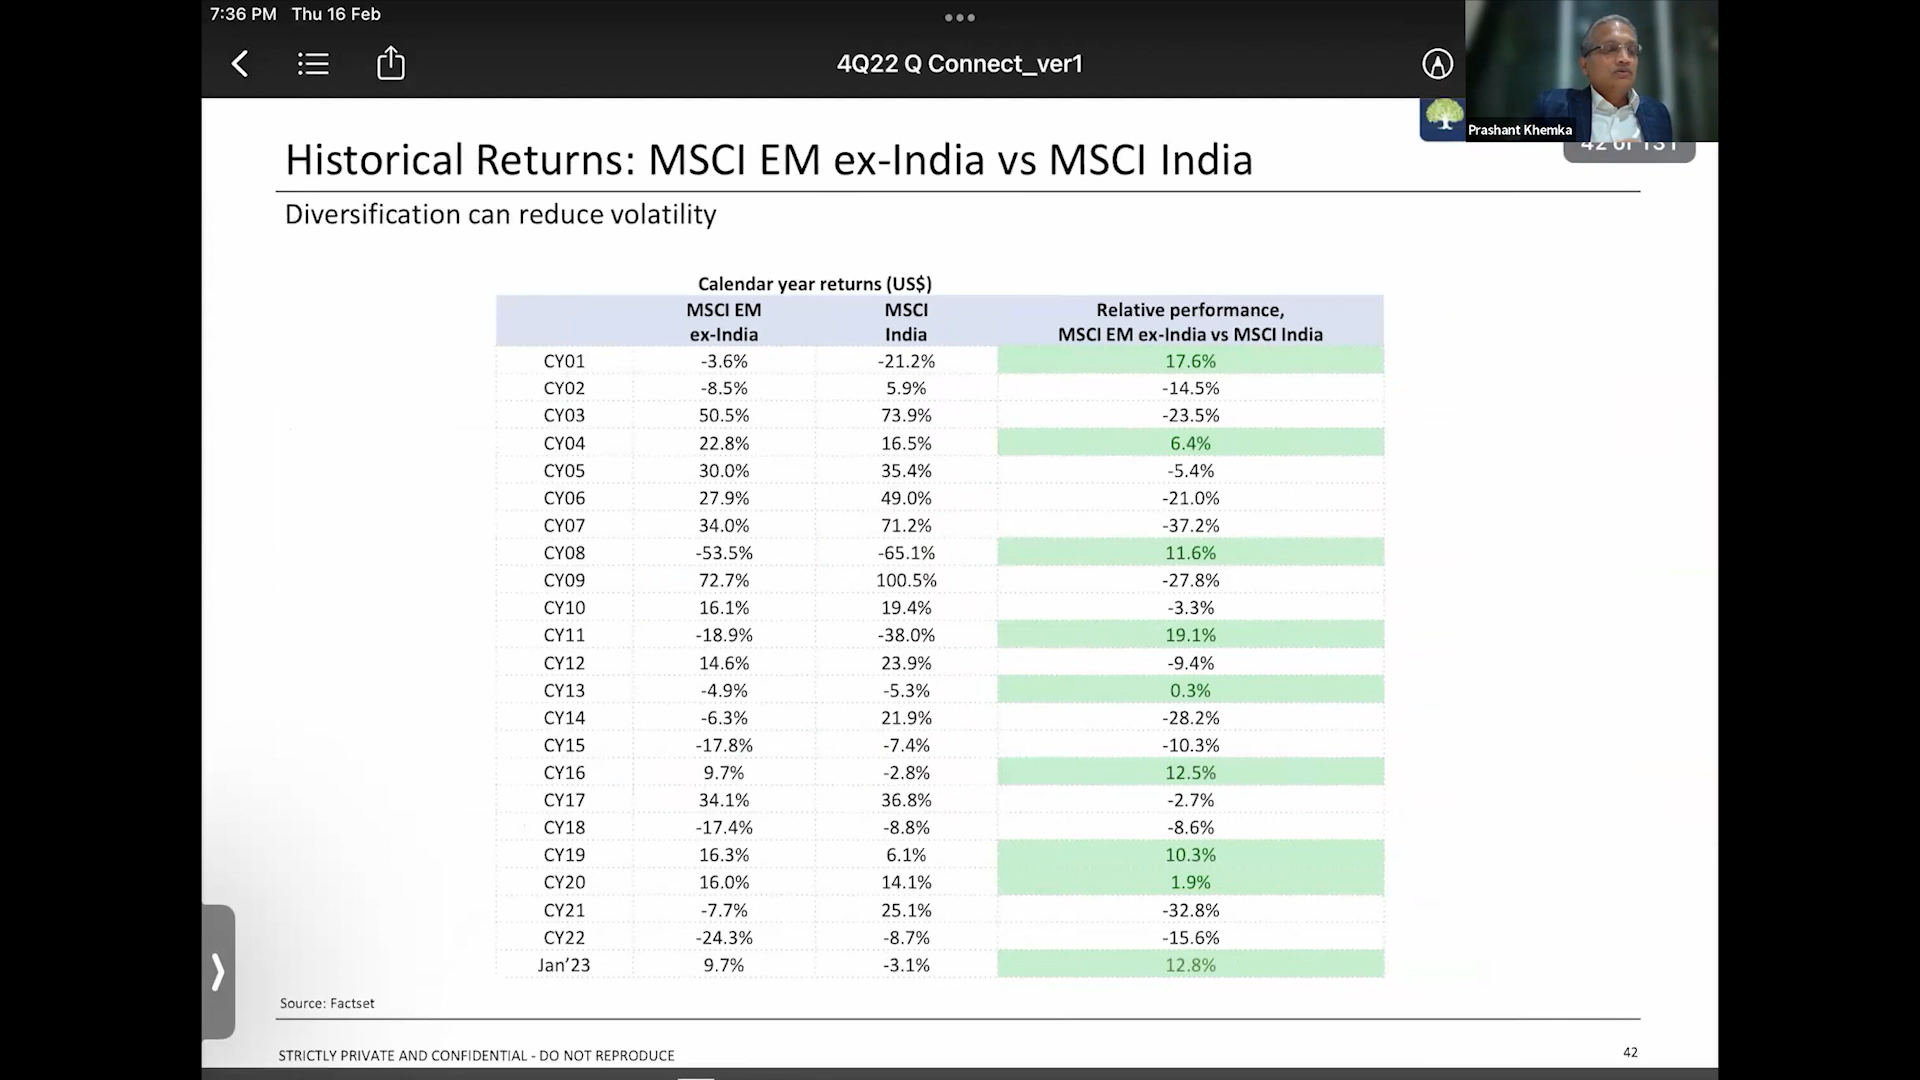 7:36 PM Thu 16 Feb
4Q22 Q Connect_ver1
Prashant Khemka
42 of 131
Historical Returns: MSCI EM ex-India vs MSCI India
Diversification can reduce volatility
Calendar year returns (US$)
MSCI EM ex-India MSCI India Relative performance, MSCI EM ex-India vs MSCI India
CY01 -3.6% -21.2% 17.6%
CY02 -8.5% 5.9% -14.5%
CY03 50.5% 73.9% -23.5%
CY04 22.8% 16.5% 6.4%
CY05 30.0% 35.4% -5.4%
CY06 27.9% 49.0% -21.0%
CY07 34.0% 71.2% -37.2%
CY08 -53.5% -65.1% 11.6%
CY09 72.7% 100.5% -27.8%
CY10 16.1% 19.4% -3.3%
CY11 -18.9% -38.0% 19.1%
CY12 14.6% 23.9% -9.4%
CY13 -4.9% -5.3% 0.3%
CY14 -6.3% 21.9% -28.2%
CY15 -17.8% -7.4% -10.3%
CY16 9.7% -2.8% 12.5%
CY17 34.1% 36.8% -2.7%
CY18 -17.4% -8.8% -8.6%
CY19 16.3% 6.1% 10.3%
CY20 16.0% 14.1% 1.9%
CY21 -7.7% 25.1% -32.8%
CY22 -24.3% -8.7% -15.6%
Jan’23 9.7% -3.1% 12.8%
Source: Factset
STRICTLY PRIVATE AND CONFIDENTIAL - DO NOT REPRODUCE
42